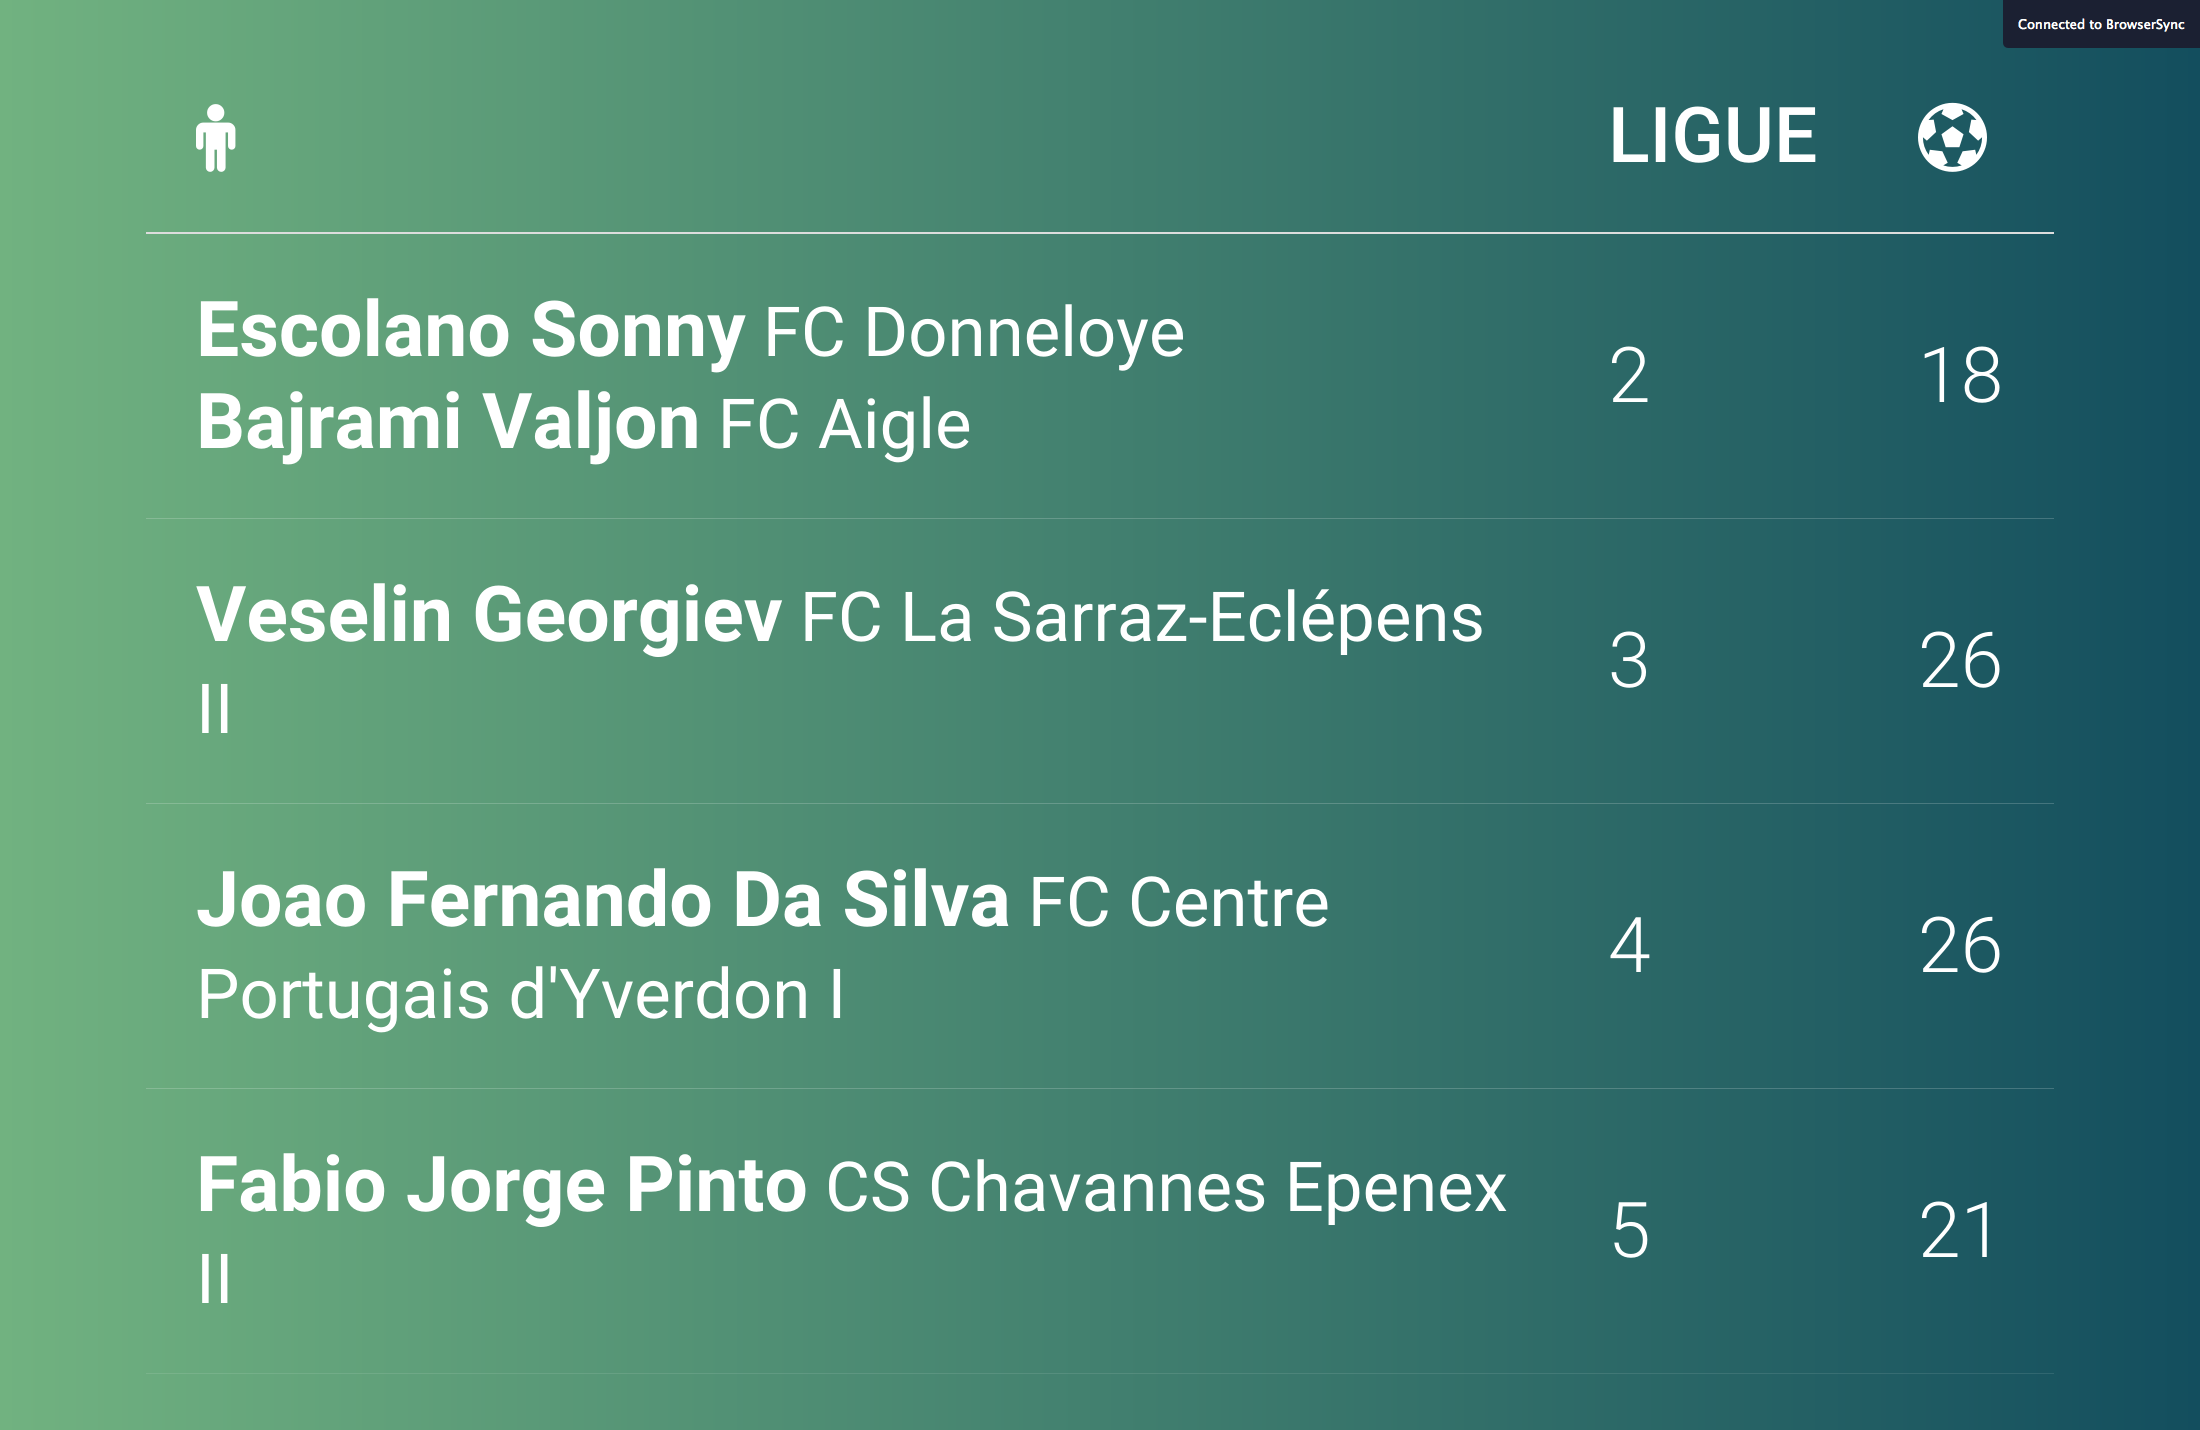 Connected to BrowserSync
LIGUE
Escolano Sonny FC Donneloye
Bajrami Valjon FC Aigle
2 18
Veselin Georgiev FC La Sarraz-Eclépens
II
3 26
Joao Fernando Da Silva FC Centre
Portugais d'Yverdon I
4 26
Fabio Jorge Pinto CS Chavannes Epenex
II
5 21